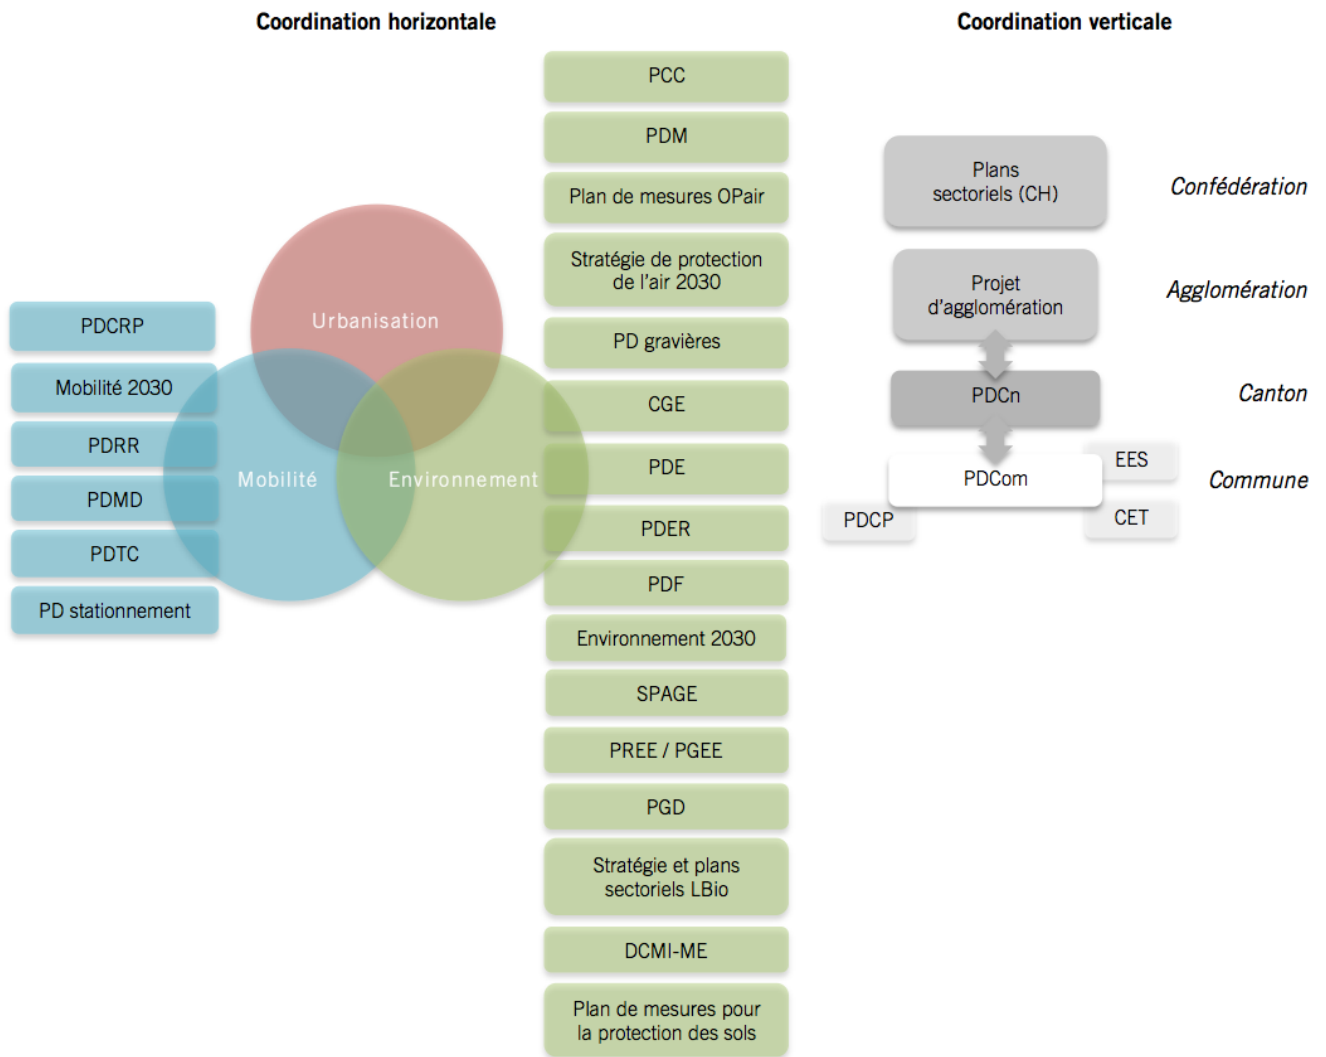 Coordination horizontale
PDCRP
Mobilité 2030
PDRR
PDMD
PDTC
PD stationnement
Urbanisation
Mobilité
Environnement
PCC
PDM
Plan de mesures OPair
Stratégie de protection
de l'air 2030
PD gravières
CGE
PDE
PDER
PDF
Environnement 2030
SPAGE
PREE / PGEE
PGD
Stratégie et plans
sectoriels LBio
DCMI-ME
Plan de mesures pour
la protection des sols
Coordination verticale
Plans
sectoriels (CH)
Confédération
Projet
d'agglomération
Agglomération
PDCn
Canton
PDCom
EES
Commune
PDCP
CET